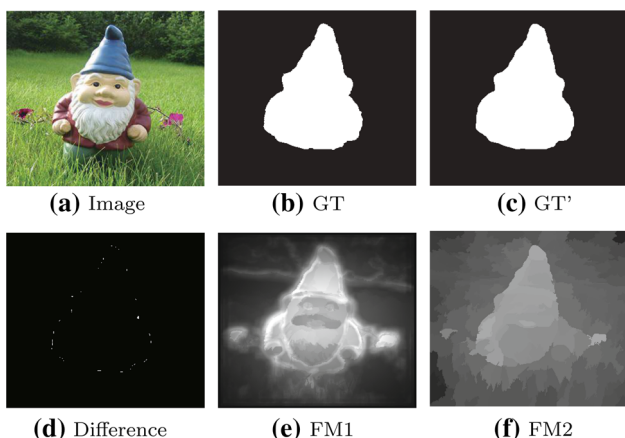 (a) Image
(b) GT
(c) GT'
(d) Difference
(e) FM1
(f) FM2